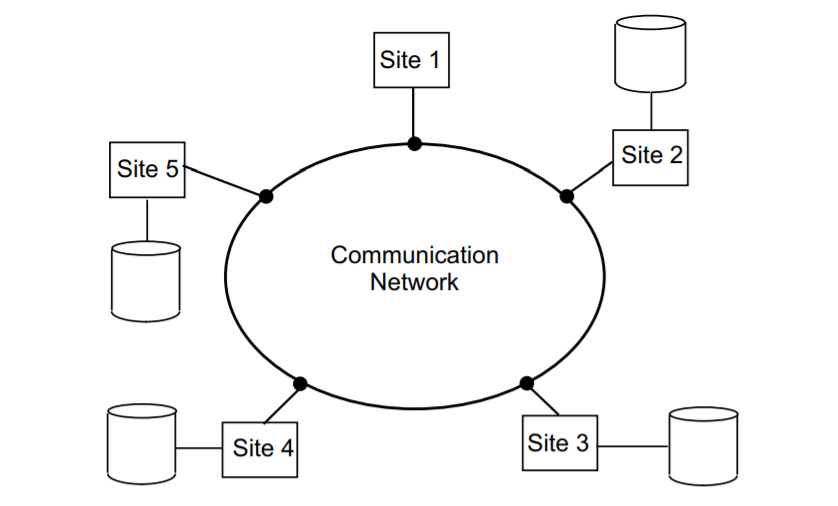 Site 1
Site 2
Site 5
Communication
Network
Site 4
Site 3